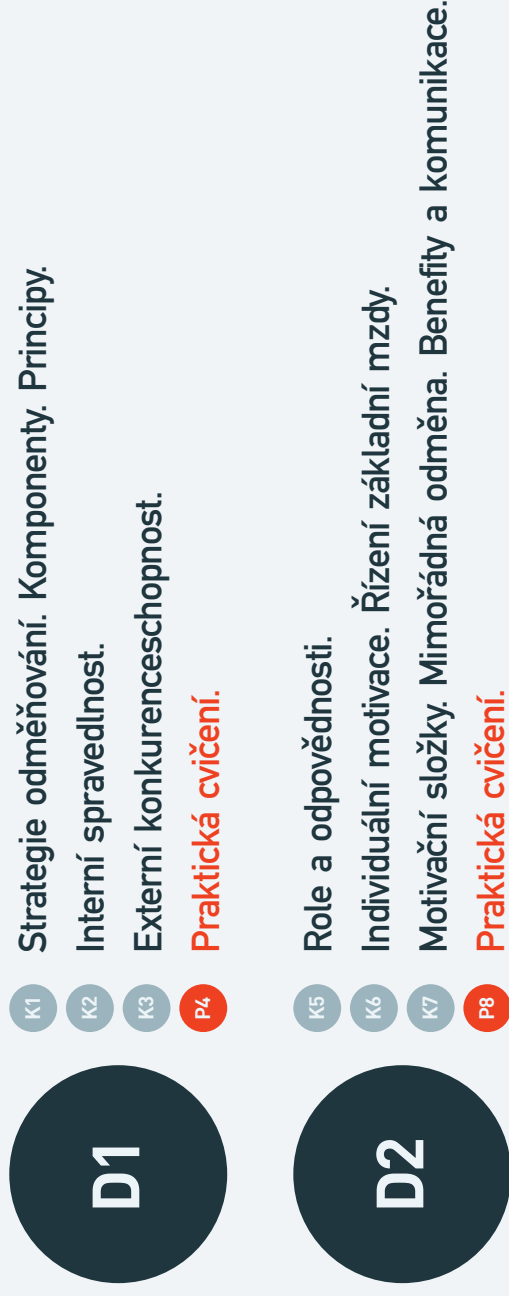 D1
K1 Strategie odměňování. Komponenty. Principy.
K2 Interní spravedlnost.
K3 Externí konkurenceschopnost.
P4 Praktická cvičení.
D2
K5 Role a odpovědnosti.
K6 Individuální motivace. Řízení základní mzdy.
K7 Motivační složky. Mimořádná odměna. Benefity a komunikace.
P8 Praktická cvičení.